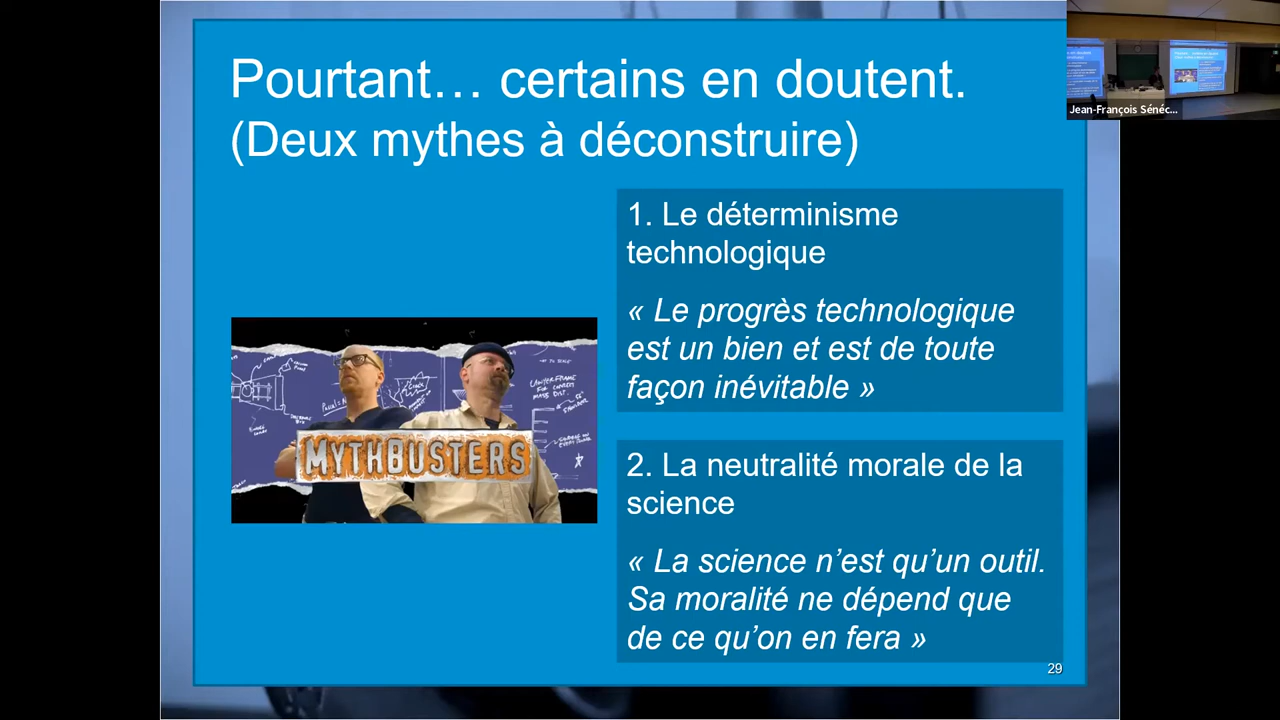 Pourtant… certains en doutent.
(Deux mythes à déconstruire)
Jean-François Sénéc...
1. Le déterminisme
technologique
« Le progrès technologique
est un bien et est de toute
façon inévitable »
MYTHBUSTERS
2. La neutralité morale de la
science
« La science n’est qu’un outil.
Sa moralité ne dépend que
de ce qu’on en fera »
29